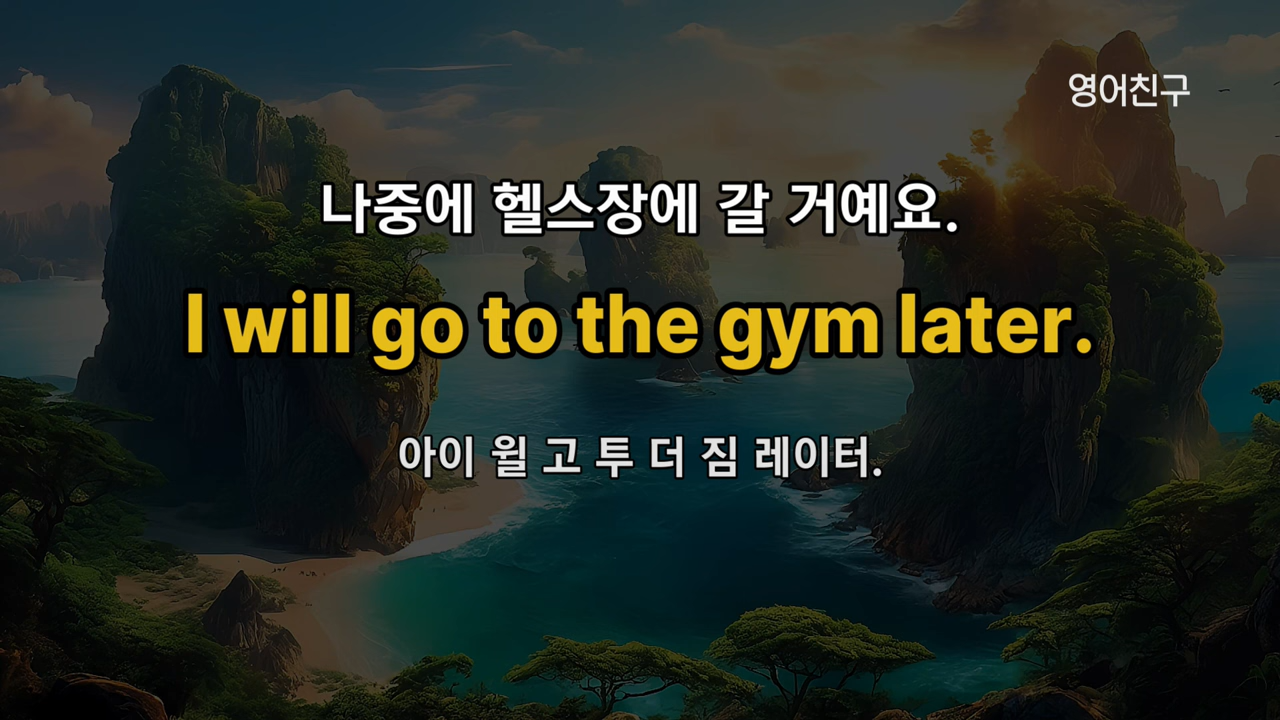 영어친구
나중에 헬스장에 갈 거예요.
I will go to the gym later.
아이 윌 고 투 더 짐 레이터.